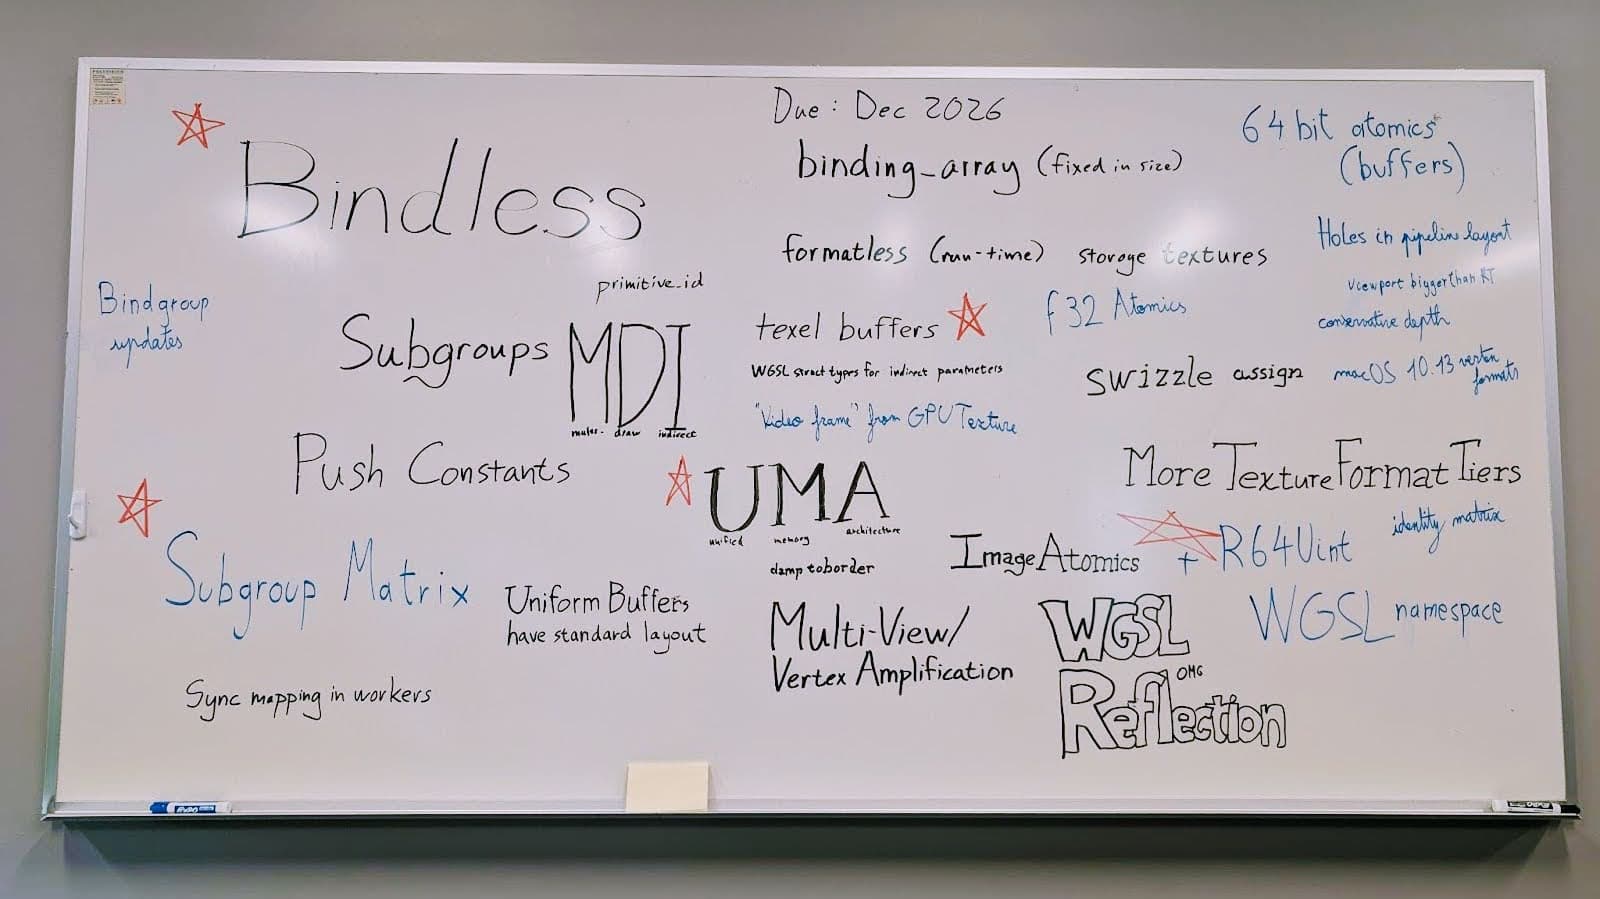 Due: Dec 2026
64 bit atomics
(buffers)
Bindless
binding_array (fixed in size)
Holes in pipeline layout
formatless (run-time) storage textures
viewport bigger than RT
primitive_id
Bindgroup
updates
f32 Atomics
conservative depth
texel buffers
Subgroups
MDI
multi- draw indirect
WGSL struct types for indirect parameters
swizzle assign
macOS 10.13 vertex
formats
"Video frame" from GPUTexture
Push Constants
More Texture Format Tiers
UMA
unified memory architecture
identity matrix
Image Atomics + R64Uint
clamp to border
Subgroup Matrix
Uniform Buffers
have standard layout
Multi-View/
Vertex Amplification
WGSL
OMG
Reflection
WGSL namespace
Sync mapping in workers
EXPO
EXPO